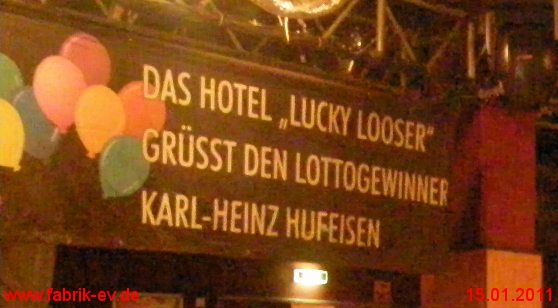 DAS HOTEL „LUCKY LOOSER“
GRÜSST DEN LOTTOGEWINNER
KARL-HEINZ HUFEISEN
www.fabrik-ev.de
15.01.2011